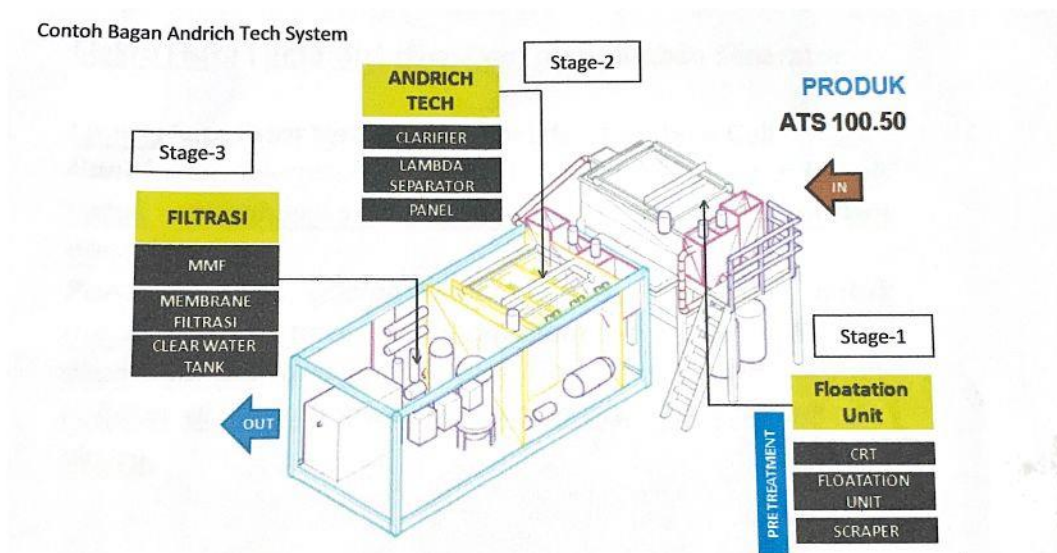 Contoh Bagan Andrich Tech System
Stage-2
ANDRICH
TECH
CLARIFIER
LAMBDA
SEPARATOR
PANEL
PRODUK
ATS 100.50
IN
Stage-3
FILTRASI
MMF
MEMBRANE
FILTRASI
CLEAR WATER
TANK
OUT
Stage-1
Floatation
Unit
PRETREATMENT
CRT
FLOATATION
UNIT
SCRAPER